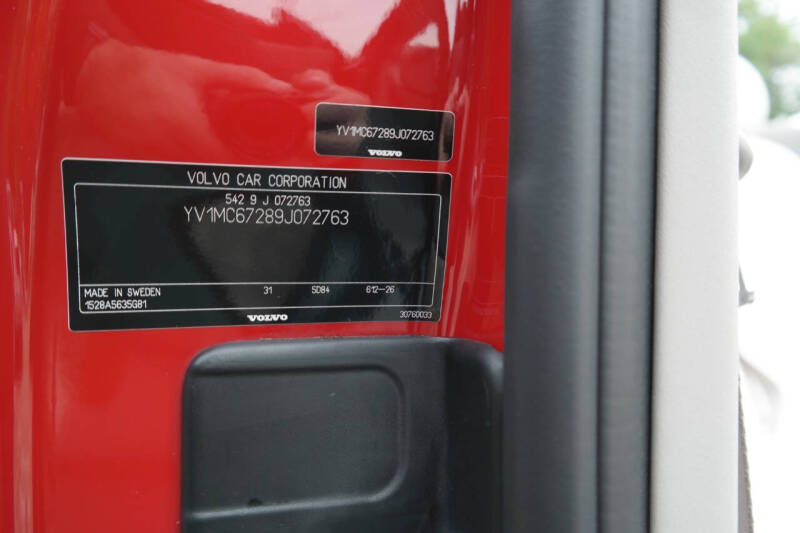 YV1MC67289J072763
VOLVO
VOLVO CAR CORPORATION
542 9 J 072763
YV1MC67289J072763
MADE IN SWEDEN 31 5D84 612-26
1528A5635G81
VOLVO 30760033